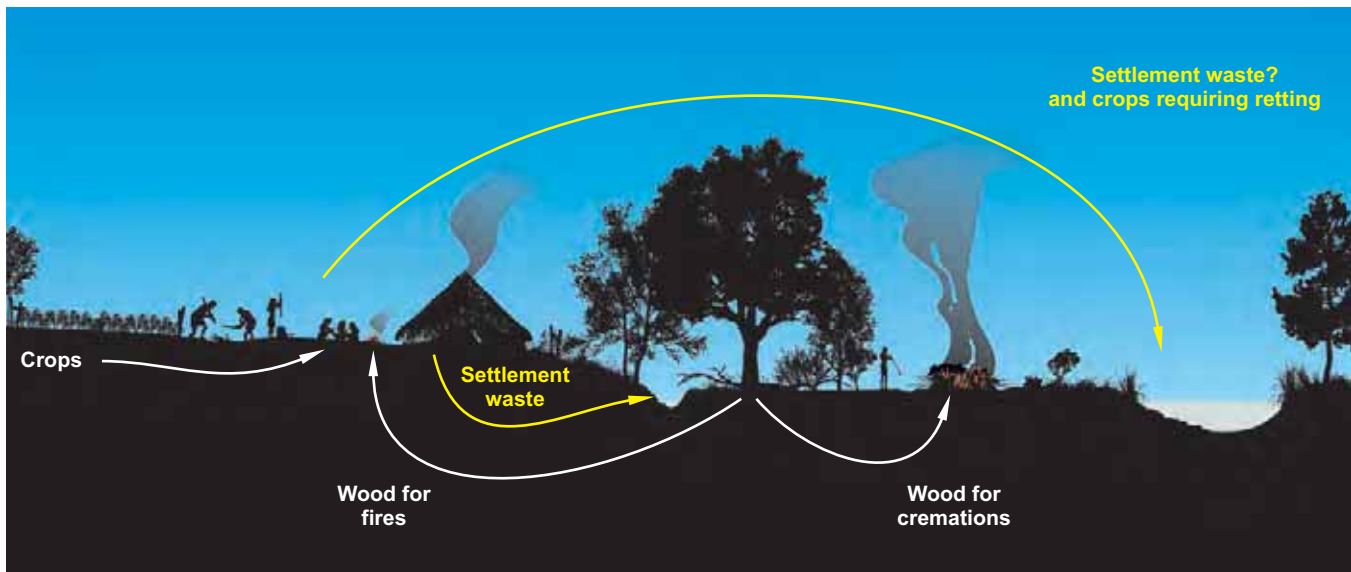 Settlement waste?
and crops requiring retting
Crops
Settlement
waste
Wood for
fires
Wood for
cremations